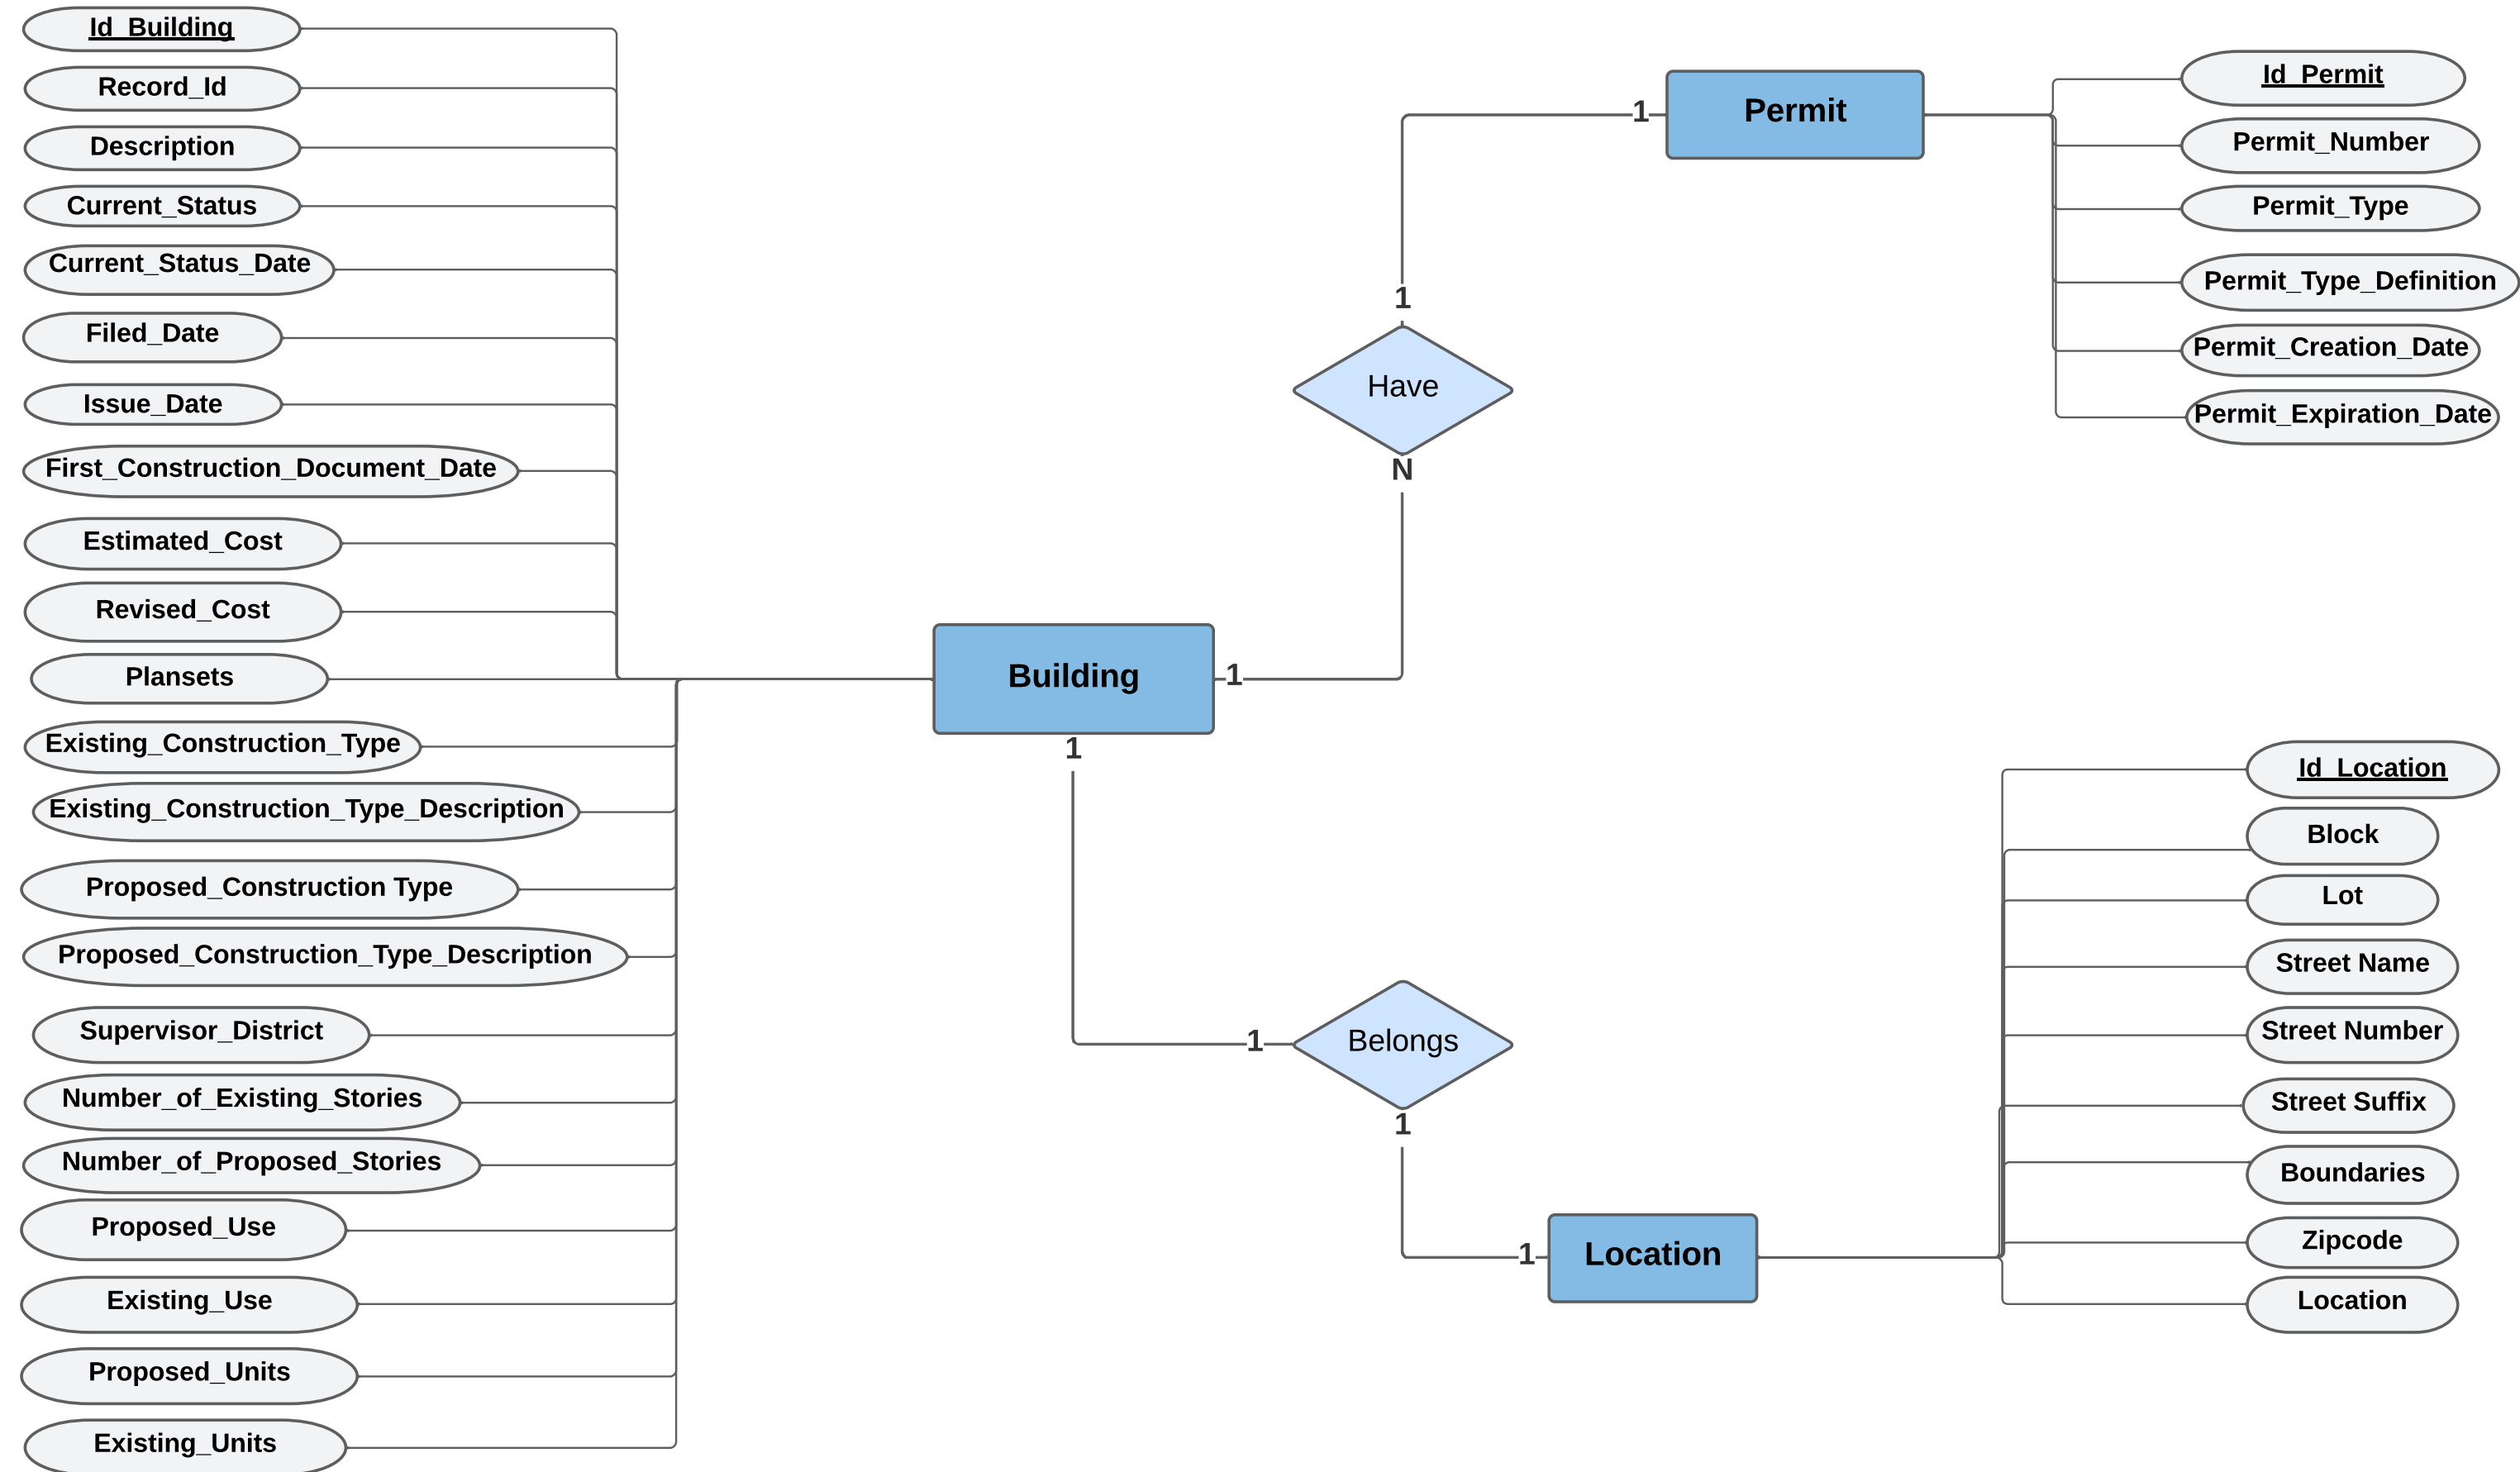 Id_Building
Record_Id
Description
Current_Status
Current_Status_Date
Filed_Date
Issue_Date
First_Construction_Document_Date
Estimated_Cost
Revised_Cost
Plansets
Existing_Construction_Type
Existing_Construction_Type_Description
Proposed_Construction Type
Proposed_Construction_Type_Description
Supervisor_District
Number_of_Existing_Stories
Number_of_Proposed_Stories
Proposed_Use
Existing_Use
Proposed_Units
Existing_Units
Building
1
1
N
Have
1
1
Permit
Id_Permit
Permit_Number
Permit_Type
Permit_Type_Definition
Permit_Creation_Date
Permit_Expiration_Date
1
Belongs
1
1
Location
Id_Location
Block
Lot
Street Name
Street Number
Street Suffix
Boundaries
Zipcode
Location